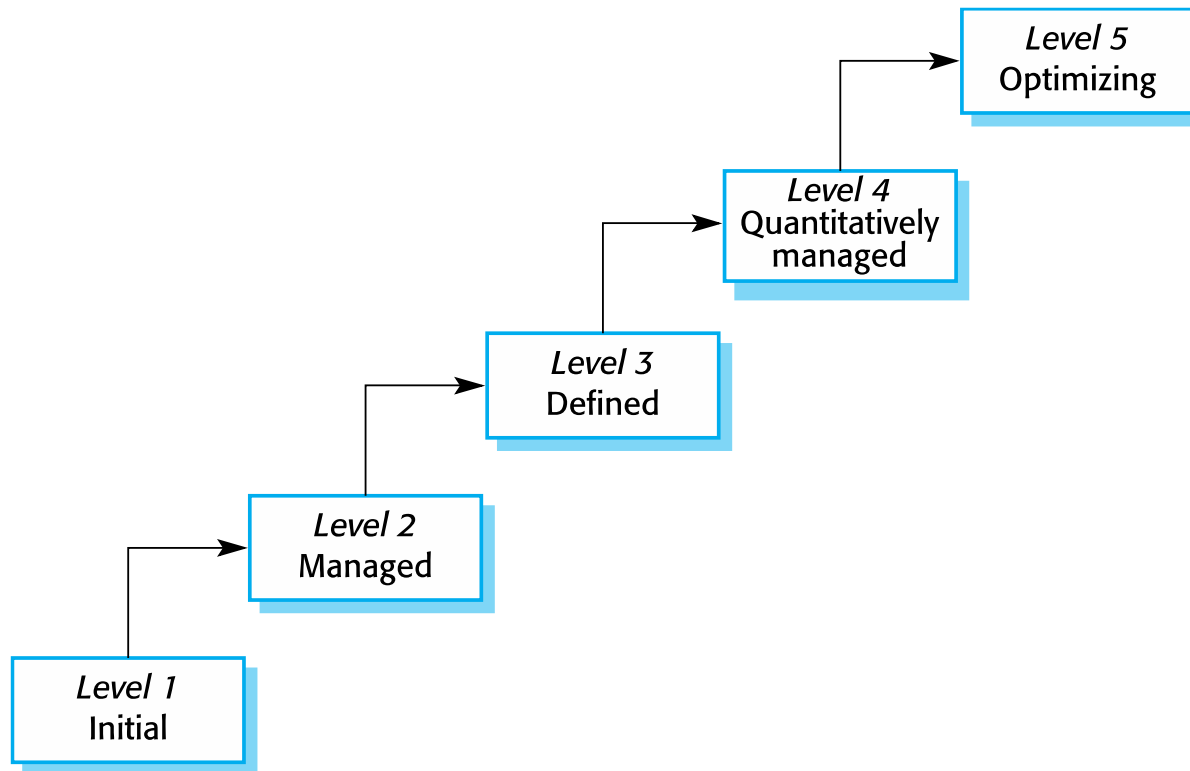 Level 5
Optimizing
Level 4
Quantitatively
managed
Level 3
Defined
Level 2
Managed
Level 1
Initial